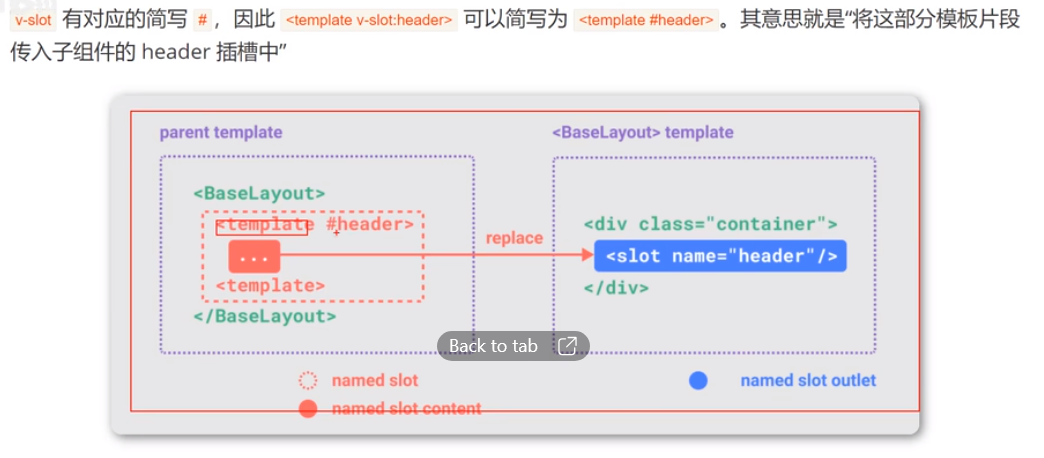 v-slot 有对应的简写 # ，因此 <template v-slot:header> 可以简写为 <template #header> 。其意思就是“将这部分模板片段
传入子组件的 header 插槽中”
parent template
<BaseLayout> template
<BaseLayout>
<template #header>
...
<template>
</BaseLayout>
replace
<div class="container">
<slot name="header"/>
</div>
Back to tab
named slot
named slot outlet
named slot content